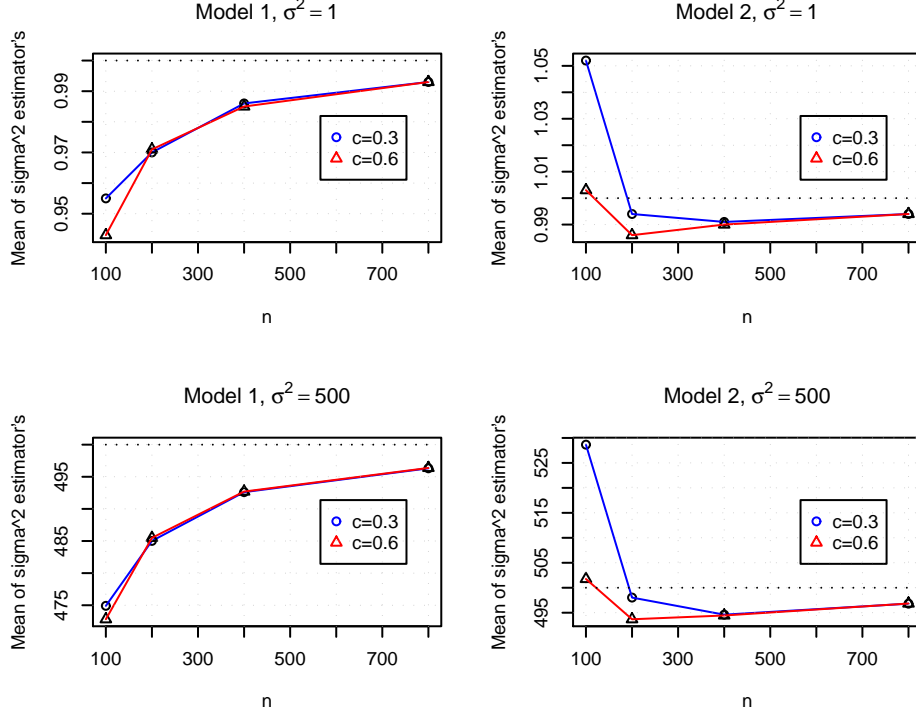 Model 1, σ² = 1
Mean of sigma^2 estimator's
0.95 0.97 0.99
c=0.3
c=0.6
100 300 500 700
n
Model 2, σ² = 1
Mean of sigma^2 estimator's
0.99 1.01 1.03 1.05
c=0.3
c=0.6
100 300 500 700
n
Model 1, σ² = 500
Mean of sigma^2 estimator's
475 485 495
c=0.3
c=0.6
100 300 500 700
n
Model 2, σ² = 500
Mean of sigma^2 estimator's
495 505 515 525
c=0.3
c=0.6
100 300 500 700
n